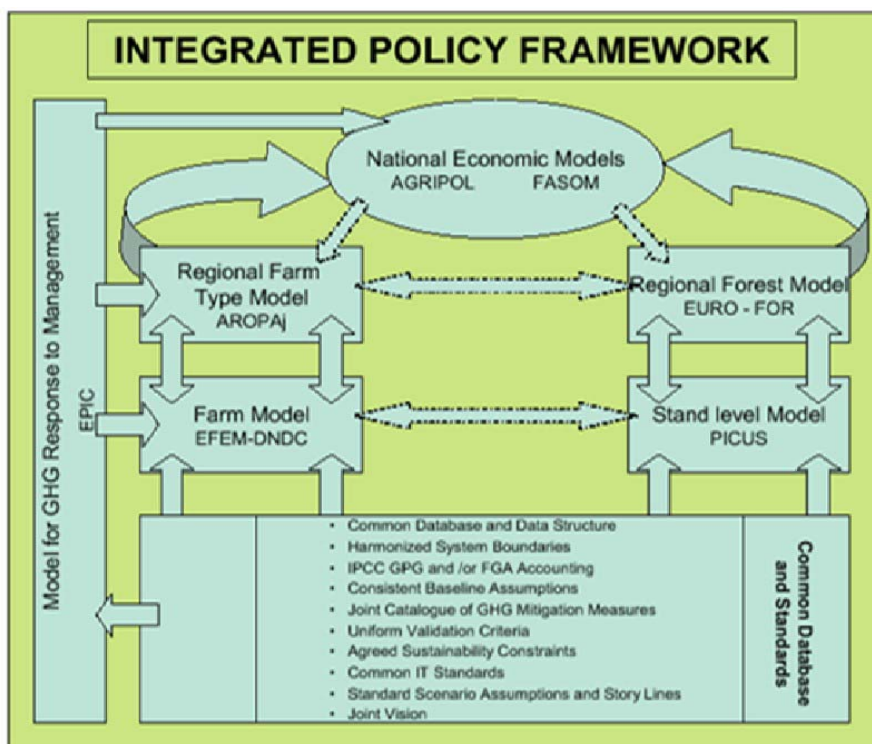 INTEGRATED POLICY FRAMEWORK
Model for GHG Response to Management
EPIC
National Economic Models
AGRIPOL FASOM
Regional Farm
Type Model
AROPAj
Regional Forest Model
EURO - FOR
Farm Model
EFEM-DNDC
Stand level Model
PICUS
• Common Database and Data Structure
• Harmonized System Boundaries
• IPCC GPG and /or FGA Accounting
• Consistent Baseline Assumptions
• Joint Catalogue of GHG Mitigation Measures
• Uniform Validation Criteria
• Agreed Sustainability Constraints
• Common IT Standards
• Standard Scenario Assumptions and Story Lines
• Joint Vision
Common Database
and Standards